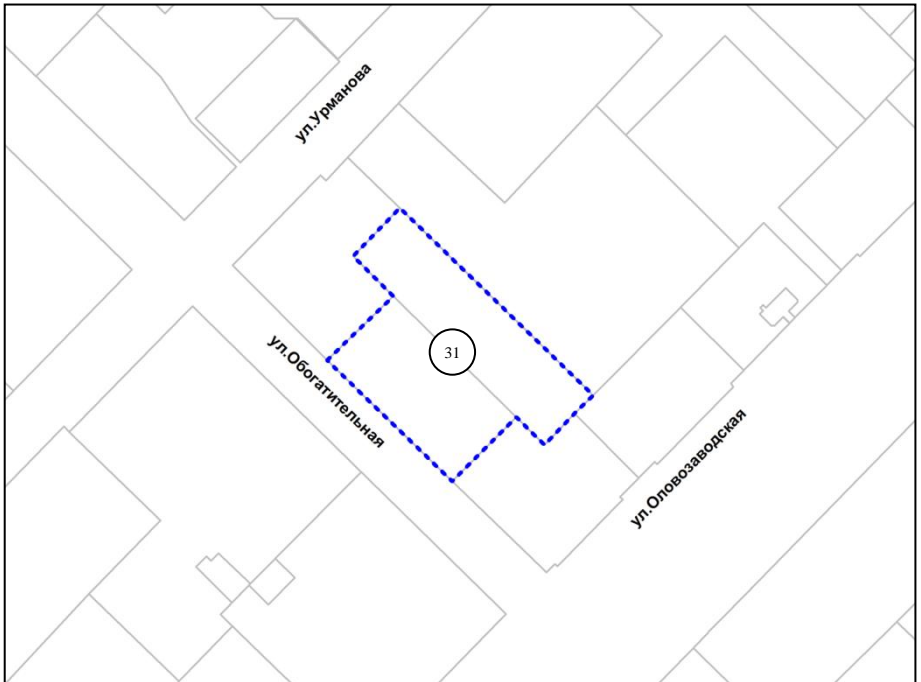 ул.Урманова
31
ул.Обогатительная
ул.Оловозаводская